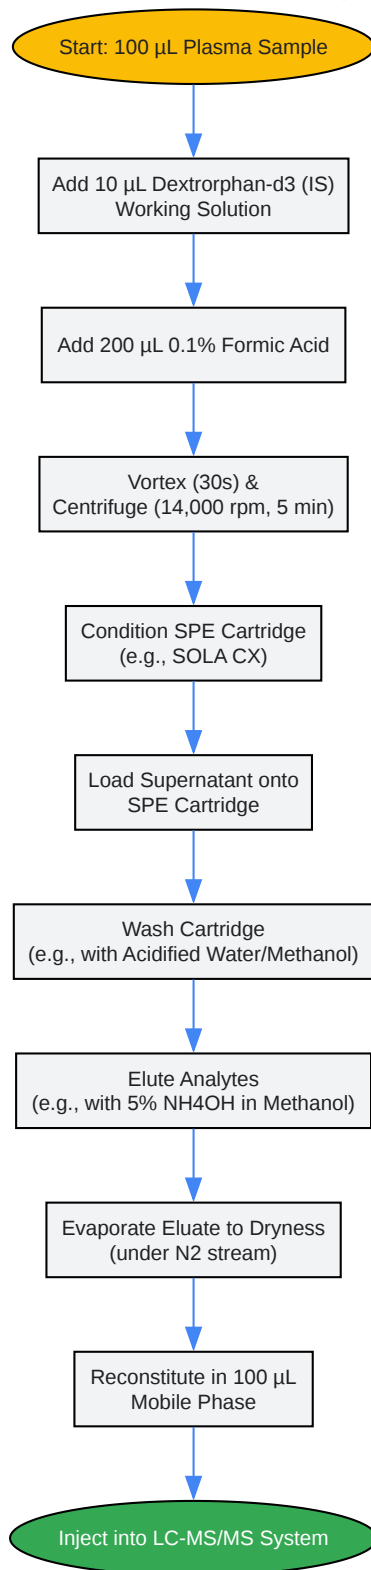 Start: 100 µL Plasma Sample
Add 10 µL Dextrorphan-d3 (IS)
Working Solution
Add 200 µL 0.1% Formic Acid
Vortex (30s) &
Centrifuge (14,000 rpm, 5 min)
Condition SPE Cartridge
(e.g., SOLA CX)
Load Supernatant onto
SPE Cartridge
Wash Cartridge
(e.g., with Acidified Water/Methanol)
Elute Analytes
(e.g., with 5% NH4OH in Methanol)
Evaporate Eluate to Dryness
(under N2 stream)
Reconstitute in 100 µL
Mobile Phase
Inject into LC-MS/MS System